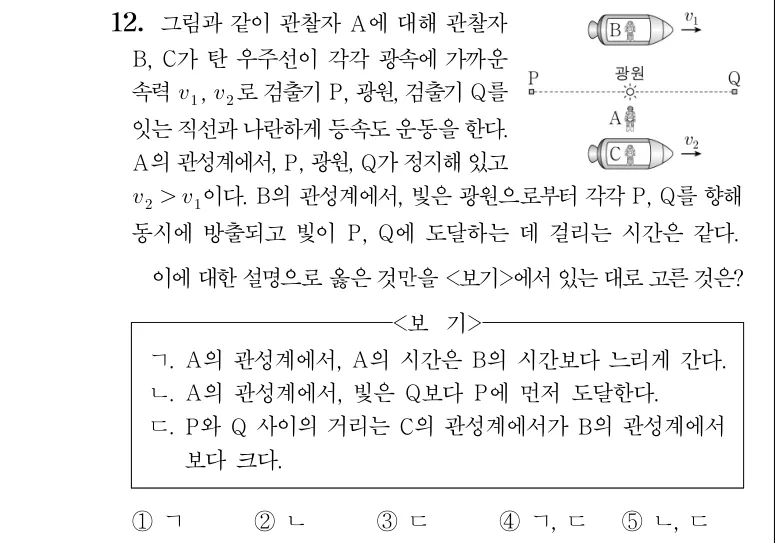 12. 그림과 같이 관찰자 A에 대해 관찰자
B, C가 탄 우주선이 각각 광속에 가까운
속력 v₁, v₂로 검출기 P, 광원, 검출기 Q를
잇는 직선과 나란하게 등속도 운동을 한다.
A의 관성계에서, P, 광원, Q가 정지해 있고
v₂ > v₁이다. B의 관성계에서, 빛은 광원으로부터 각각 P, Q를 향해
동시에 방출되고 빛이 P, Q에 도달하는 데 걸리는 시간은 같다.
B
v₁
P
광원
Q
A
C
v₂
이에 대한 설명으로 옳은 것만을 <보기>에서 있는 대로 고른 것은?
<보 기>
ㄱ. A의 관성계에서, A의 시간은 B의 시간보다 느리게 간다.
ㄴ. A의 관성계에서, 빛은 Q보다 P에 먼저 도달한다.
ㄷ. P와 Q 사이의 거리는 C의 관성계에서가 B의 관성계에서
보다 크다.
① ㄱ ② ㄴ ③ ㄷ ④ ㄱ, ㄷ ⑤ ㄴ, ㄷ